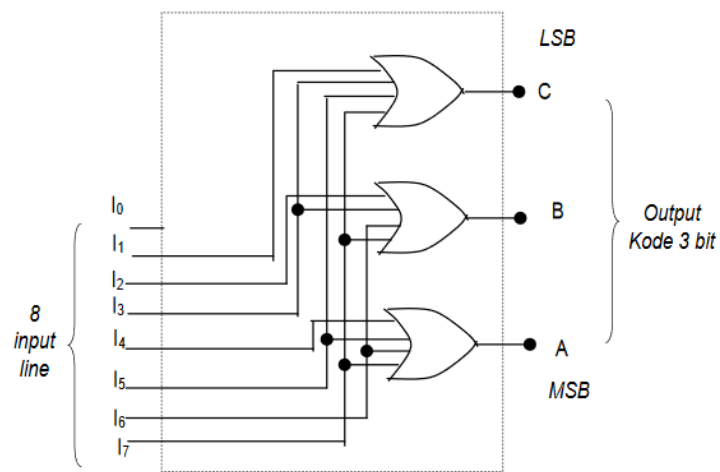 LSB
C
I₀
I₁
I₂
I₃
I₄
I₅
I₆
I₇
8
input
line
B
Output
Kode 3 bit
A
MSB